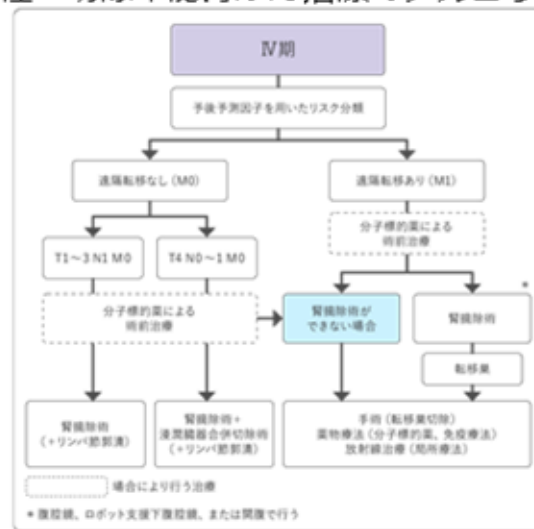 Ⅳ期
予後予測因子を用いたリスク分類
遠隔転移なし（M0）
遠隔転移あり（M1）
分子標的薬による
術前治療
T1～3 N1 M0
T4 N0～1 M0
分子標的薬による
術前治療
腎摘除術が
できない場合
*
腎摘除術
転移巣
腎摘除術
（+リンパ節郭清）
腎摘除術+
浸潤臓器合併切除術
（+リンパ節郭清）
手術（転移巣切除）
薬物療法（分子標的薬、免疫療法）
放射線治療（局所療法）
場合により行う治療
* 腹腔鏡、ロボット支援下腹腔鏡、または開腹で行う